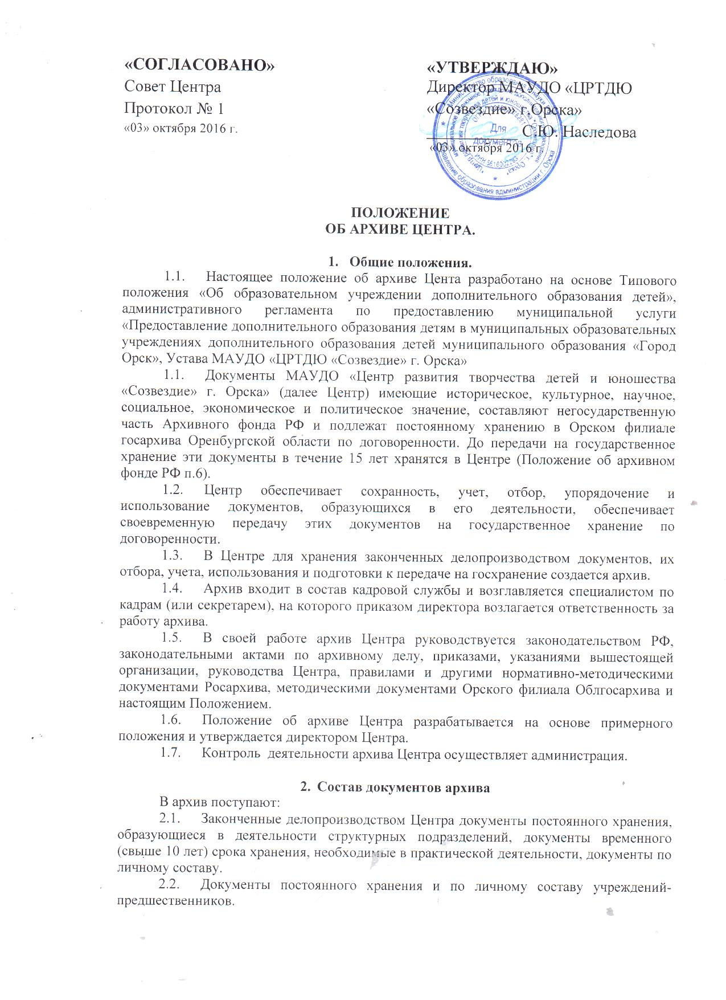 «СОГЛАСОВАНО»
Совет Центра
Протокол № 1
«03» октября 2016 г.
«УТВЕРЖДАЮ»
Директор МАУДО «ЦРТДЮ
«Созвездие» г.Орска»
____________ С.Ю. Наследова
«03» октября 2016 г.
Для
документов
управление образования администрации г. Орска
ПОЛОЖЕНИЕ
ОБ АРХИВЕ ЦЕНТРА.
1. Общие положения.
1.1. Настоящее положение об архиве Цента разработано на основе Типового
положения «Об образовательном учреждении дополнительного образования детей»,
административного регламента по предоставлению муниципальной услуги
«Предоставление дополнительного образования детям в муниципальных образовательных
учреждениях дополнительного образования детей муниципального образования «Город
Орск», Устава МАУДО «ЦРТДЮ «Созвездие» г. Орска»
1.1. Документы МАУДО «Центр развития творчества детей и юношества
«Созвездие» г. Орска» (далее Центр) имеющие историческое, культурное, научное,
социальное, экономическое и политическое значение, составляют негосударственную
часть Архивного фонда РФ и подлежат постоянному хранению в Орском филиале
госархива Оренбургской области по договоренности. До передачи на государственное
хранение эти документы в течение 15 лет хранятся в Центре (Положение об архивном
фонде РФ п.6).
1.2. Центр обеспечивает сохранность, учет, отбор, упорядочение и
использование документов, образующихся в его деятельности, обеспечивает
своевременную передачу этих документов на государственное хранение по
договоренности.
1.3. В Центре для хранения законченных делопроизводством документов, их
отбора, учета, использования и подготовки к передаче на госхранение создается архив.
1.4. Архив входит в состав кадровой службы и возглавляется специалистом по
кадрам (или секретарем), на которого приказом директора возлагается ответственность за
работу архива.
1.5. В своей работе архив Центра руководствуется законодательством РФ,
законодательными актами по архивному делу, приказами, указаниями вышестоящей
организации, руководства Центра, правилами и другими нормативно-методическими
документами Росархива, методическими документами Орского филиала Облгосархива и
настоящим Положением.
1.6. Положение об архиве Центра разрабатывается на основе примерного
положения и утверждается директором Центра.
1.7. Контроль деятельности архива Центра осуществляет администрация.
2. Состав документов архива
В архив поступают:
2.1. Законченные делопроизводством Центра документы постоянного хранения,
образующиеся в деятельности структурных подразделений, документы временного
(свыше 10 лет) срока хранения, необходимые в практической деятельности, документы по
личному составу.
2.2. Документы постоянного хранения и по личному составу учреждений-
предшественников.